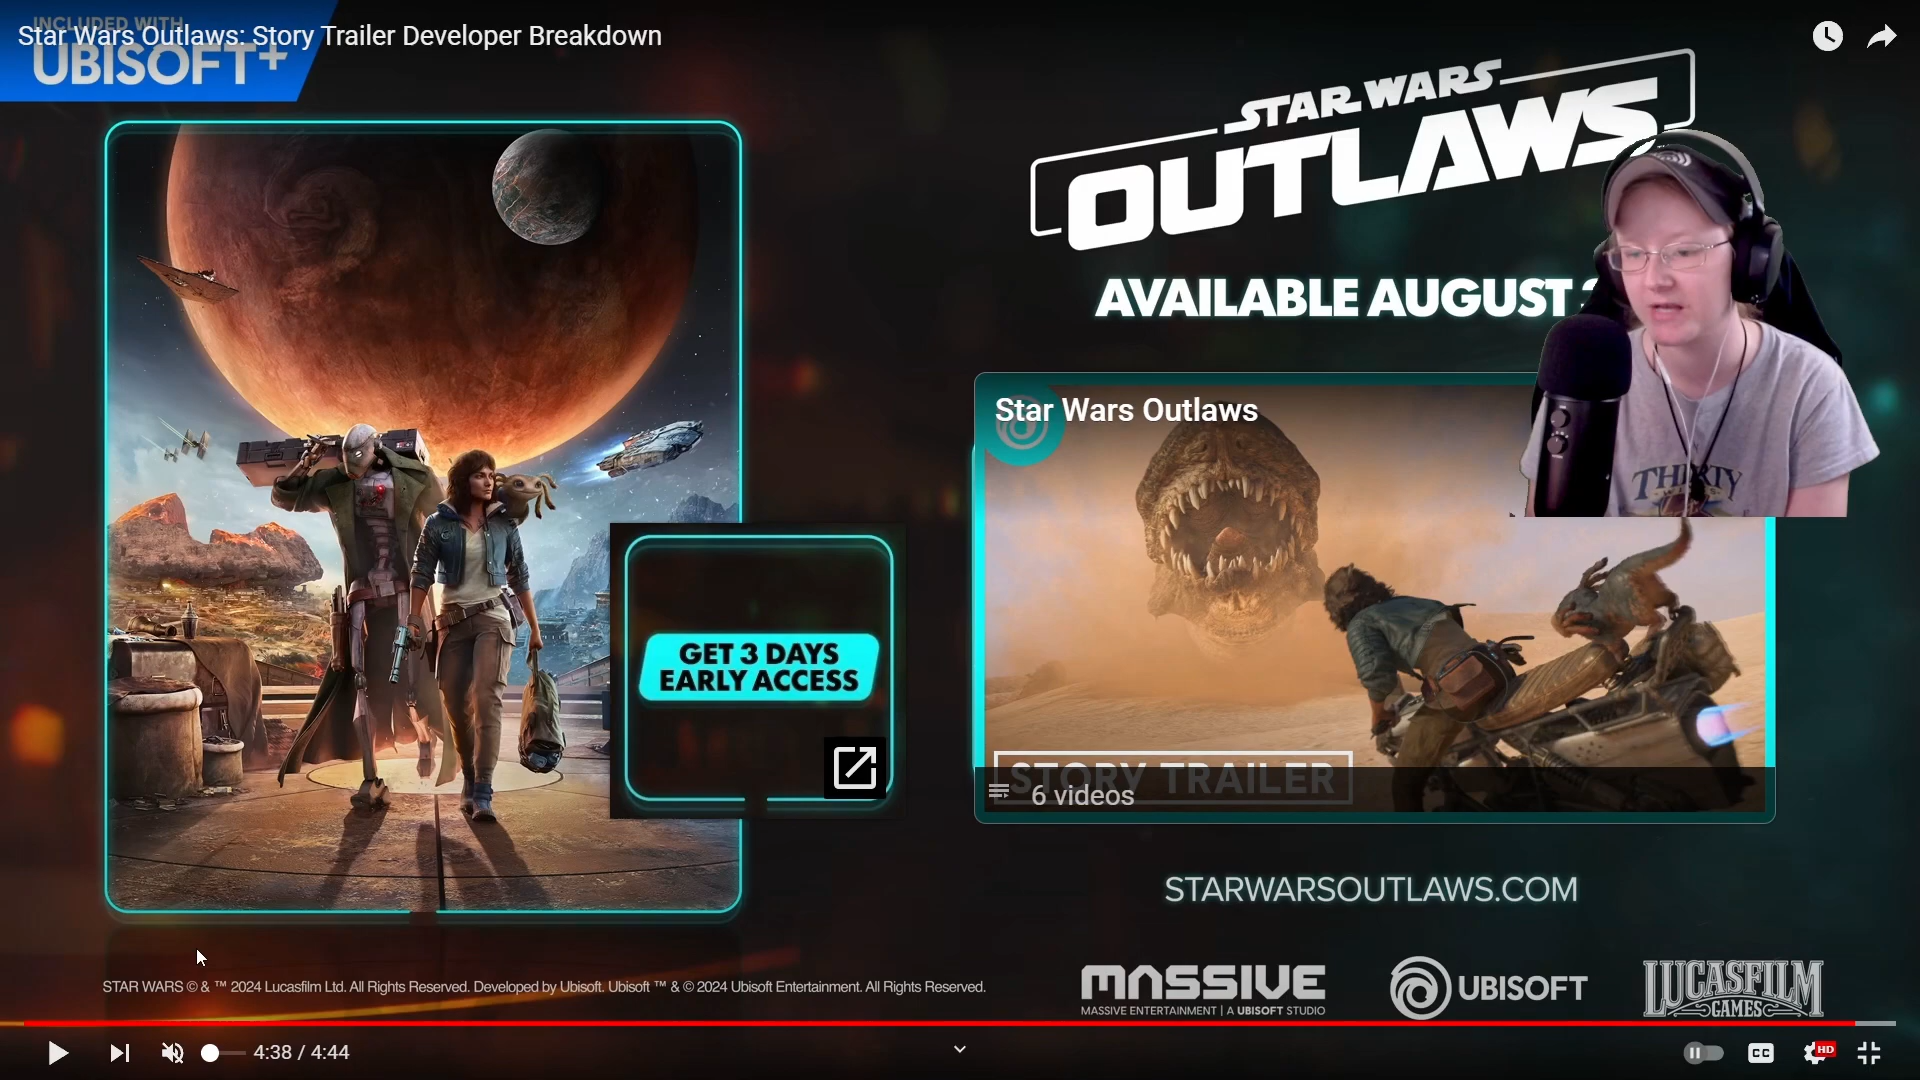 INCLUDED WITH
UBISOFT+
Star Wars Outlaws: Story Trailer Developer Breakdown
STAR WARS
OUTLAWS
AVAILABLE AUGUST
Star Wars Outlaws
THIRTY
GET 3 DAYS
EARLY ACCESS
STORY TRAILER
6 videos
STARWARSOUTLAWS.COM
STAR WARS © & ™ 2024 Lucasfilm Ltd. All Rights Reserved. Developed by Ubisoft. Ubisoft ™ & © 2024 Ubisoft Entertainment. All Rights Reserved.
MASSIVE
MASSIVE ENTERTAINMENT | A UBISOFT STUDIO
UBISOFT
LUCASFILM
GAMES
4:38 / 4:44
CC
HD